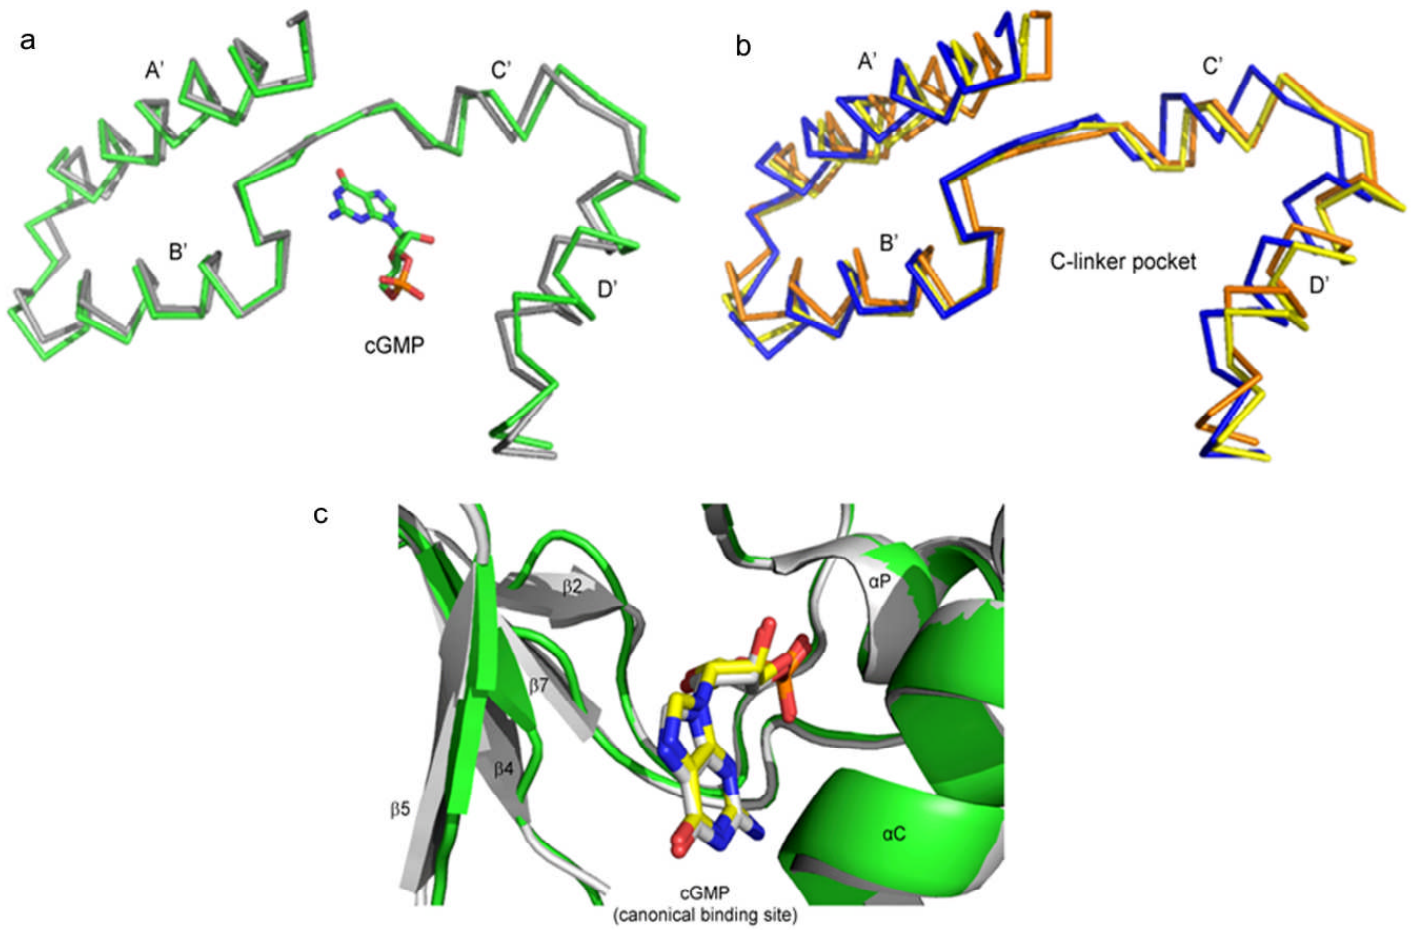 a
A'
C'
B'
D'
cGMP
b
A'
C'
B'
C-linker pocket
D'
c
β2
αP
β7
β4
β5
αC
cGMP
(canonical binding site)